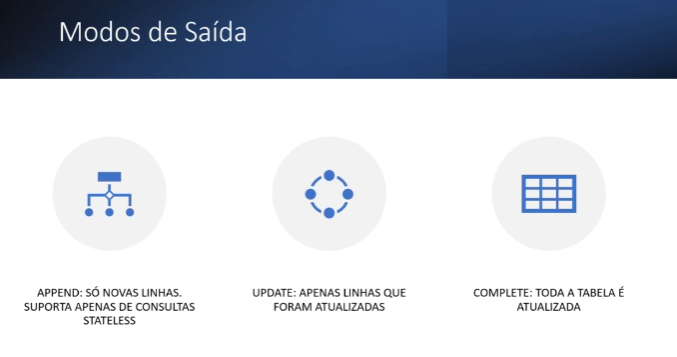 Modos de Saída
APPEND: SÓ NOVAS LINHAS.
SUPORTA APENAS DE CONSULTAS
STATELESS
UPDATE: APENAS LINHAS QUE
FORAM ATUALIZADAS
COMPLETE: TODA A TABELA É
ATUALIZADA